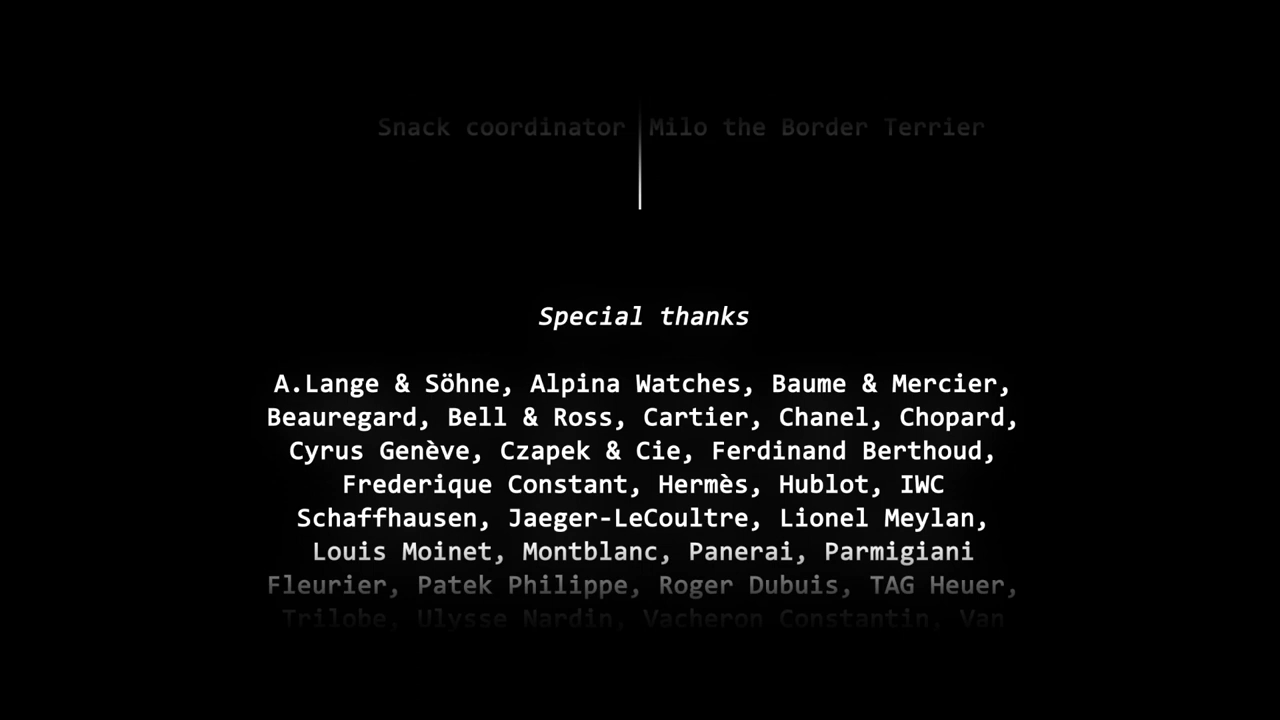 Snack coordinator Milo the Border Terrier
Special thanks
A.Lange & Söhne, Alpina Watches, Baume & Mercier,
Beauregard, Bell & Ross, Cartier, Chanel, Chopard,
Cyrus Genève, Czapek & Cie, Ferdinand Berthoud,
Frederique Constant, Hermès, Hublot, IWC
Schaffhausen, Jaeger-LeCoultre, Lionel Meylan,
Louis Moinet, Montblanc, Panerai, Parmigiani
Fleurier, Patek Philippe, Roger Dubuis, TAG Heuer,
Trilobe, Ulysse Nardin, Vacheron Constantin, Van